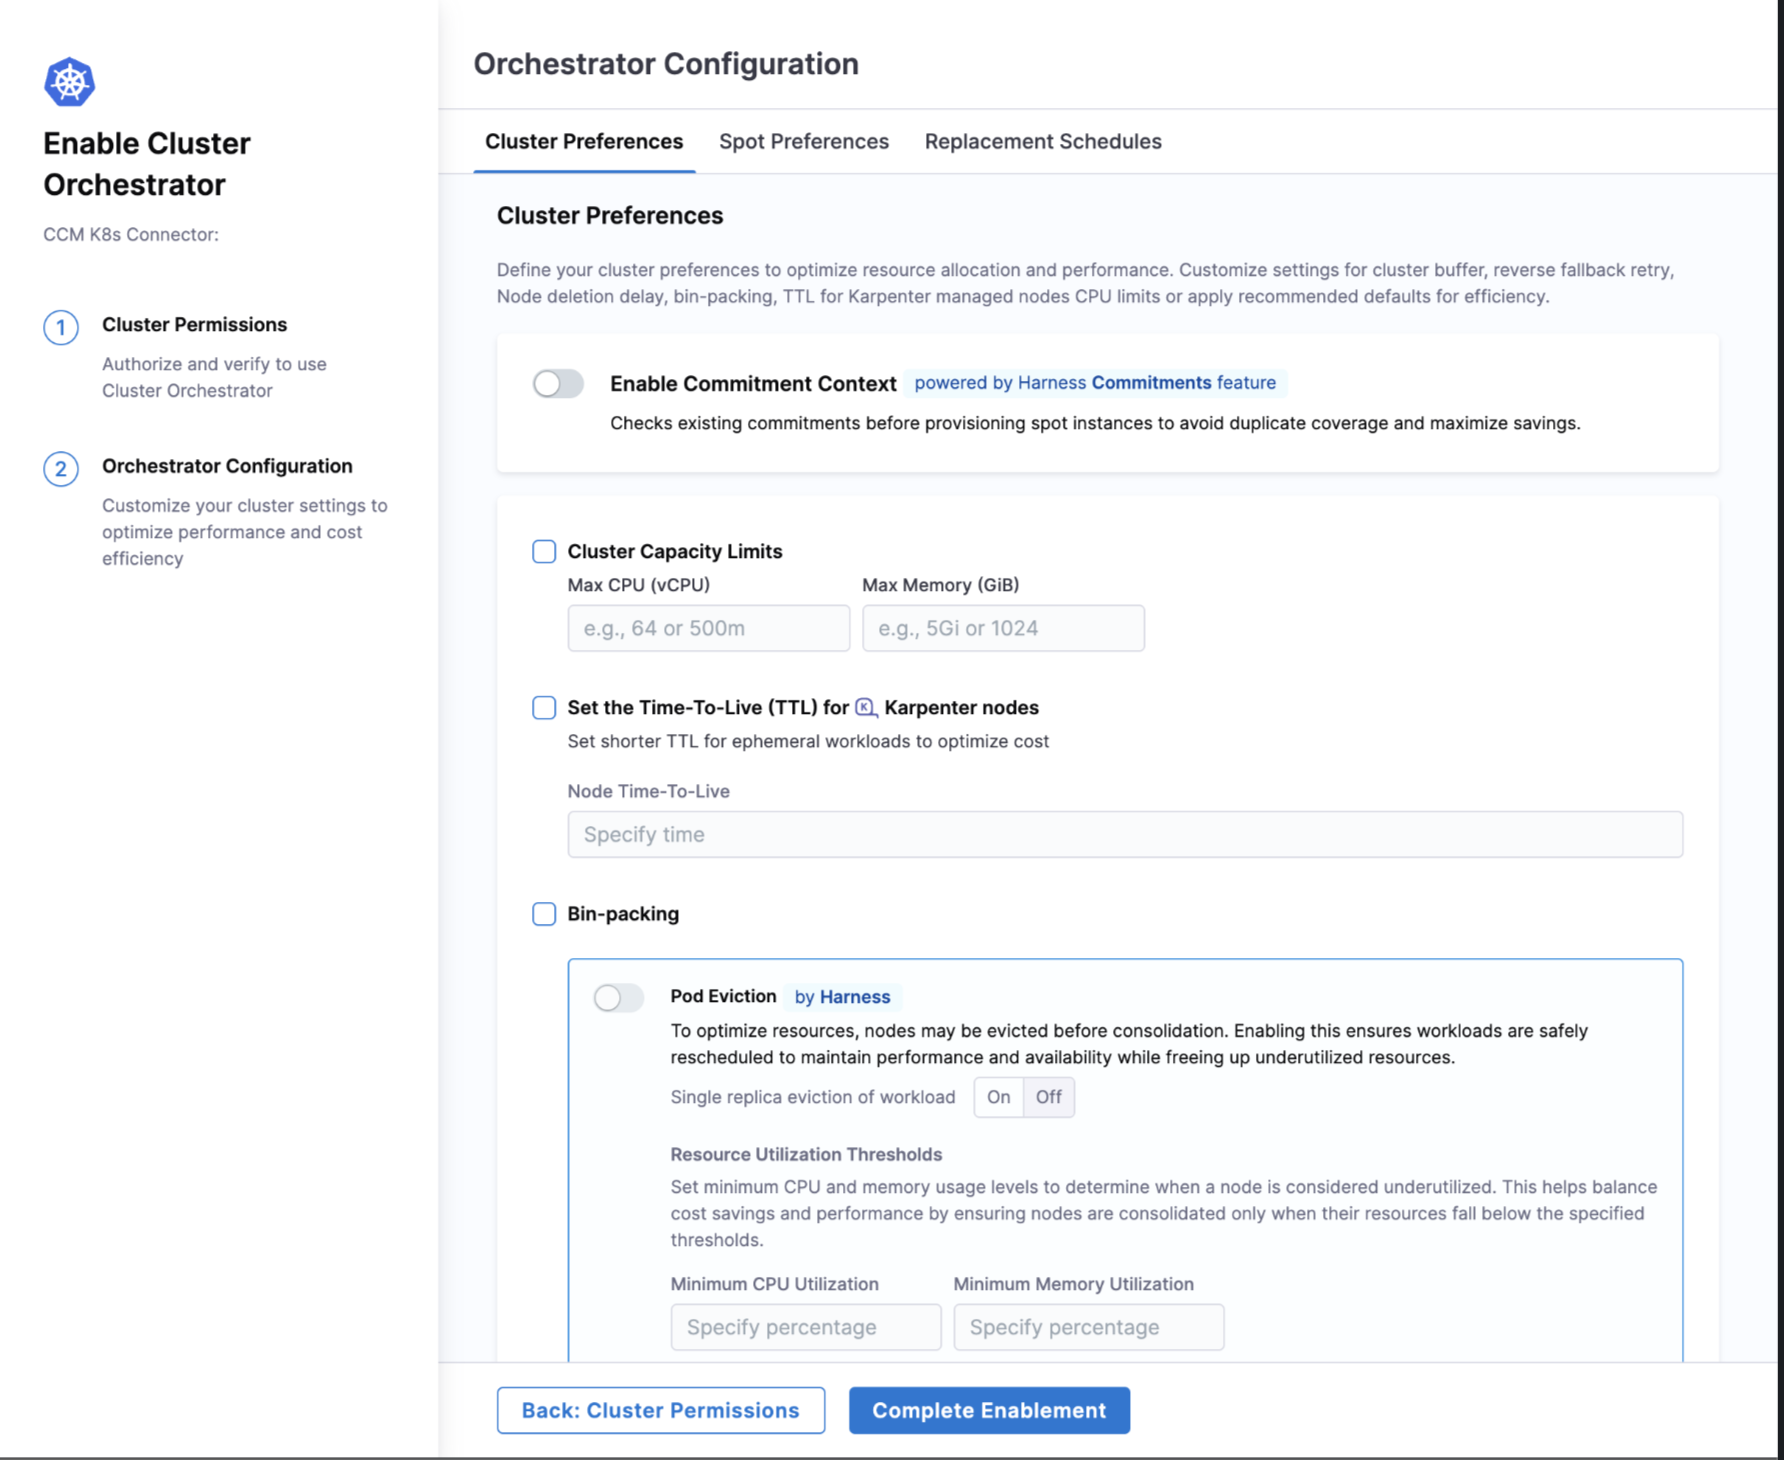 Enable Cluster
Orchestrator
CCM K8s Connector:
1
Cluster Permissions
Authorize and verify to use
Cluster Orchestrator
2
Orchestrator Configuration
Customize your cluster settings to
optimize performance and cost
efficiency
Orchestrator Configuration
Cluster Preferences
Spot Preferences
Replacement Schedules
Cluster Preferences
Define your cluster preferences to optimize resource allocation and performance. Customize settings for cluster buffer, reverse fallback retry,
Node deletion delay, bin-packing, TTL for Karpenter managed nodes CPU limits or apply recommended defaults for efficiency.
Enable Commitment Context powered by Harness Commitments feature
Checks existing commitments before provisioning spot instances to avoid duplicate coverage and maximize savings.
Cluster Capacity Limits
Max CPU (vCPU) Max Memory (GiB)
e.g., 64 or 500m e.g., 5Gi or 1024
Set the Time-To-Live (TTL) for K Karpenter nodes
Set shorter TTL for ephemeral workloads to optimize cost
Node Time-To-Live
Specify time
Bin-packing
Pod Eviction by Harness
To optimize resources, nodes may be evicted before consolidation. Enabling this ensures workloads are safely
rescheduled to maintain performance and availability while freeing up underutilized resources.
Single replica eviction of workload On Off
Resource Utilization Thresholds
Set minimum CPU and memory usage levels to determine when a node is considered underutilized. This helps balance
cost savings and performance by ensuring nodes are consolidated only when their resources fall below the specified
thresholds.
Minimum CPU Utilization Minimum Memory Utilization
Specify percentage Specify percentage
Back: Cluster Permissions Complete Enablement